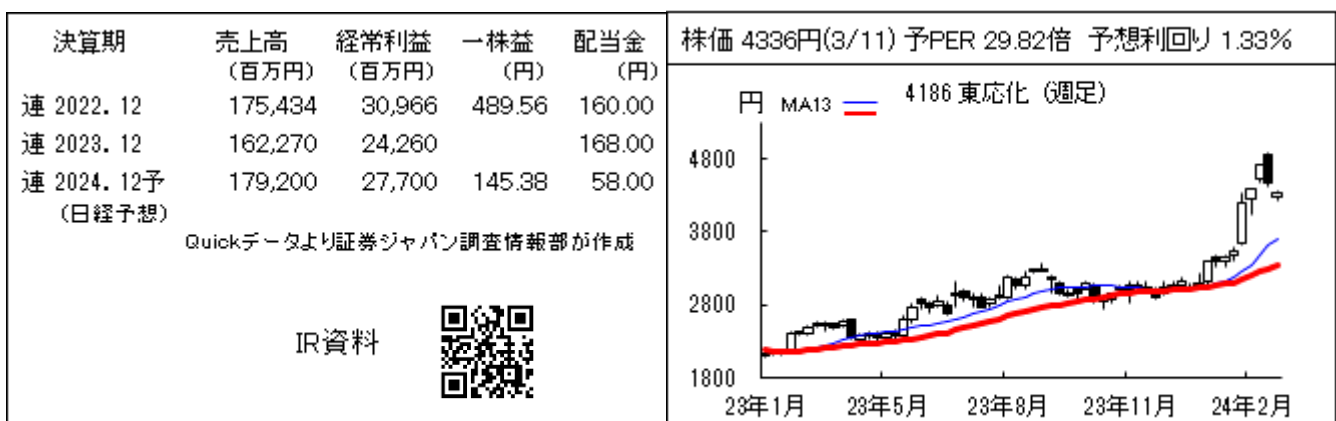 決算期 売上高 経常利益 一株益 配当金
(百万円) (百万円) (円) (円)
連 2022.12 175,434 30,966 489.56 160.00
連 2023.12 162,270 24,260 168.00
連 2024.12予 179,200 27,700 145.38 58.00
(日経予想)
Quickデータより証券ジャパン調査情報部が作成
IR資料
株価 4336円(3/11) 予PER 29.82倍 予想利回り 1.33%
円 MA13 4186 東応化 (週足)
4800
3800
2800
1800
23年1月 23年5月 23年8月 23年11月 24年2月